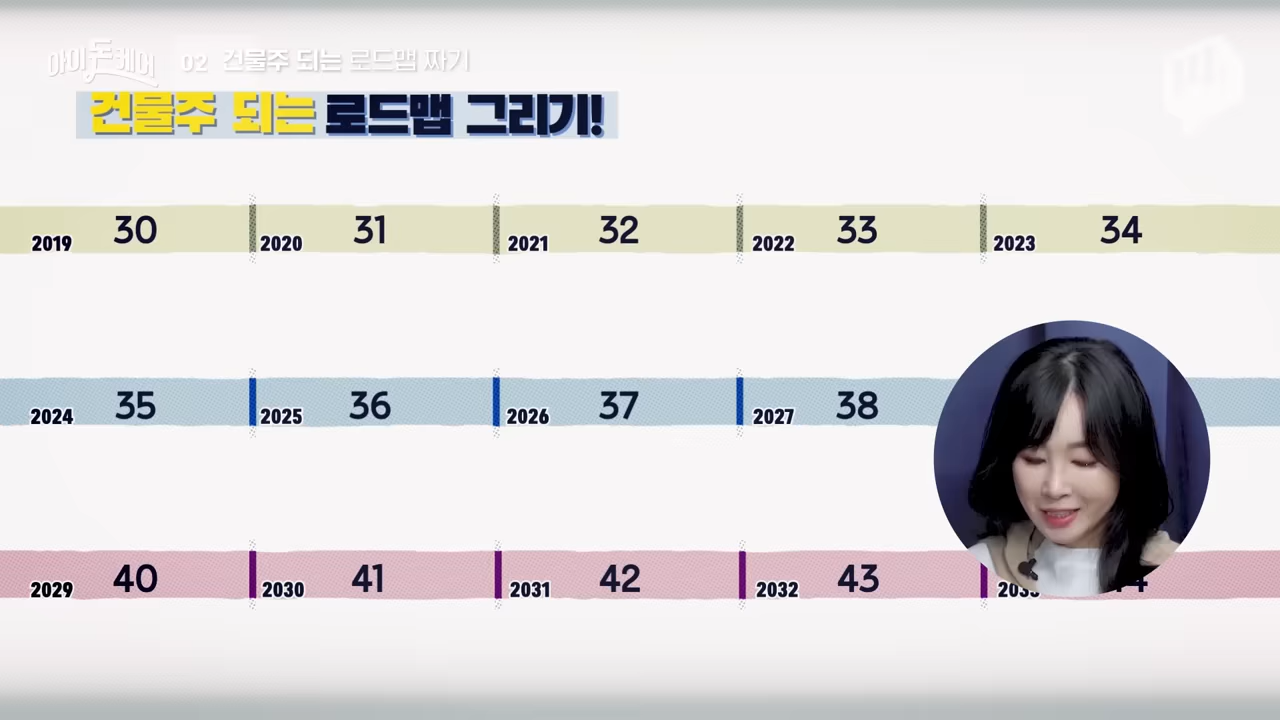 아이돈케어 02 건물주 되는 로드맵 짜기
건물주 되는 로드맵 그리기!
2019 30 2020 31 2021 32 2022 33 2023 34
2024 35 2025 36 2026 37 2027 38
2029 40 2030 41 2031 42 2032 43